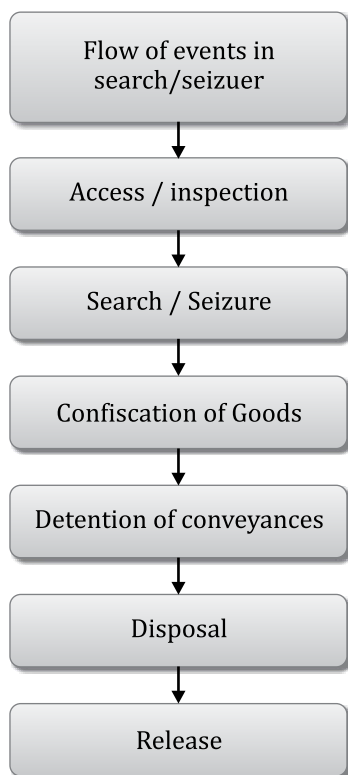 Flow of events in
search/seizuer
Access / inspection
Search / Seizure
Confiscation of Goods
Detention of conveyances
Disposal
Release